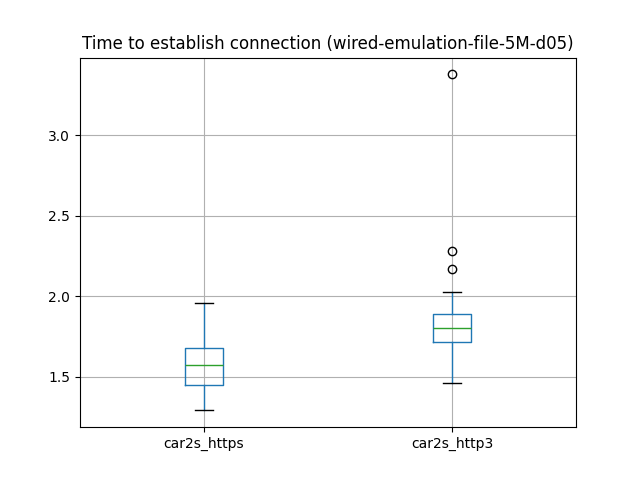 Time to establish connection (wired-emulation-file-5M-d05)
3.0
2.5
2.0
1.5
car2s_https
car2s_http3